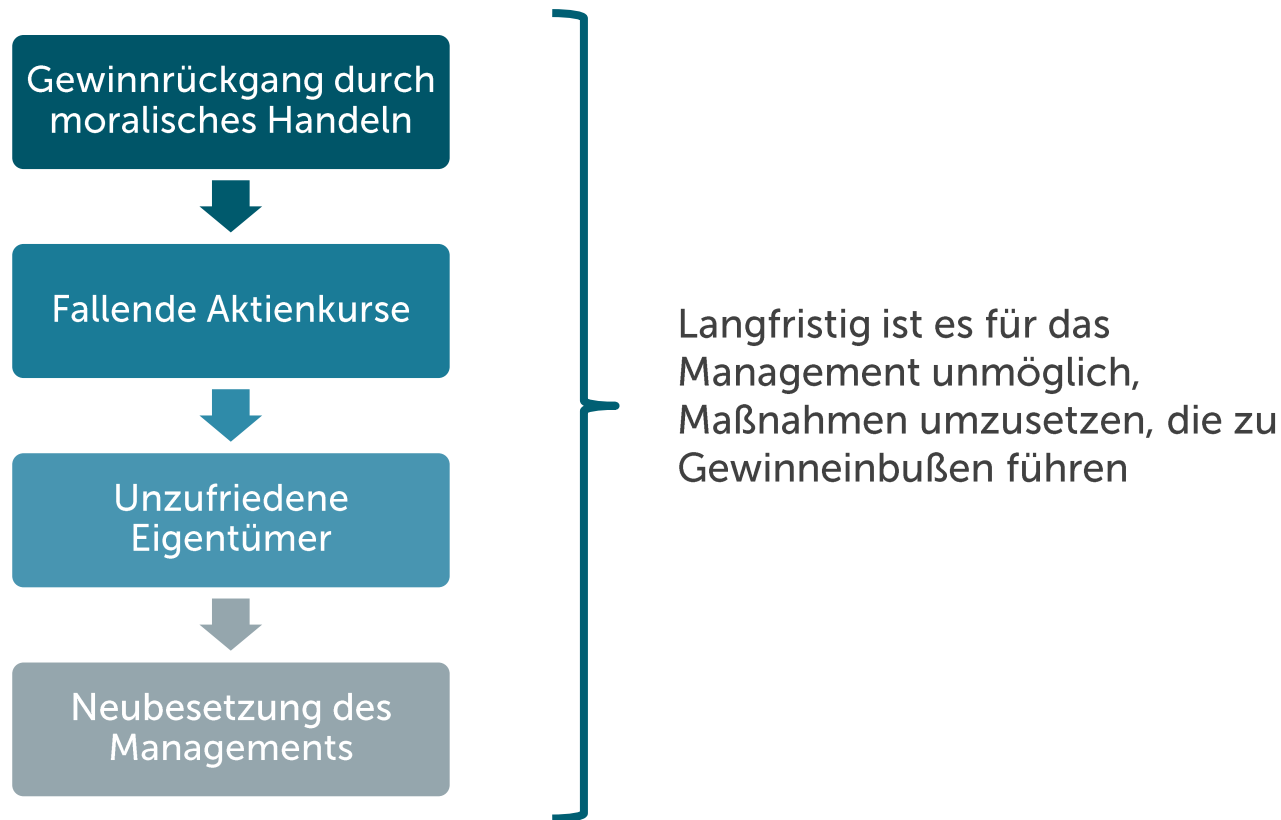 Gewinnrückgang durch
moralisches Handeln
Fallende Aktienkurse
Unzufriedene
Eigentümer
Neubesetzung des
Managements
Langfristig ist es für das
Management unmöglich,
Maßnahmen umzusetzen, die zu
Gewinneinbußen führen